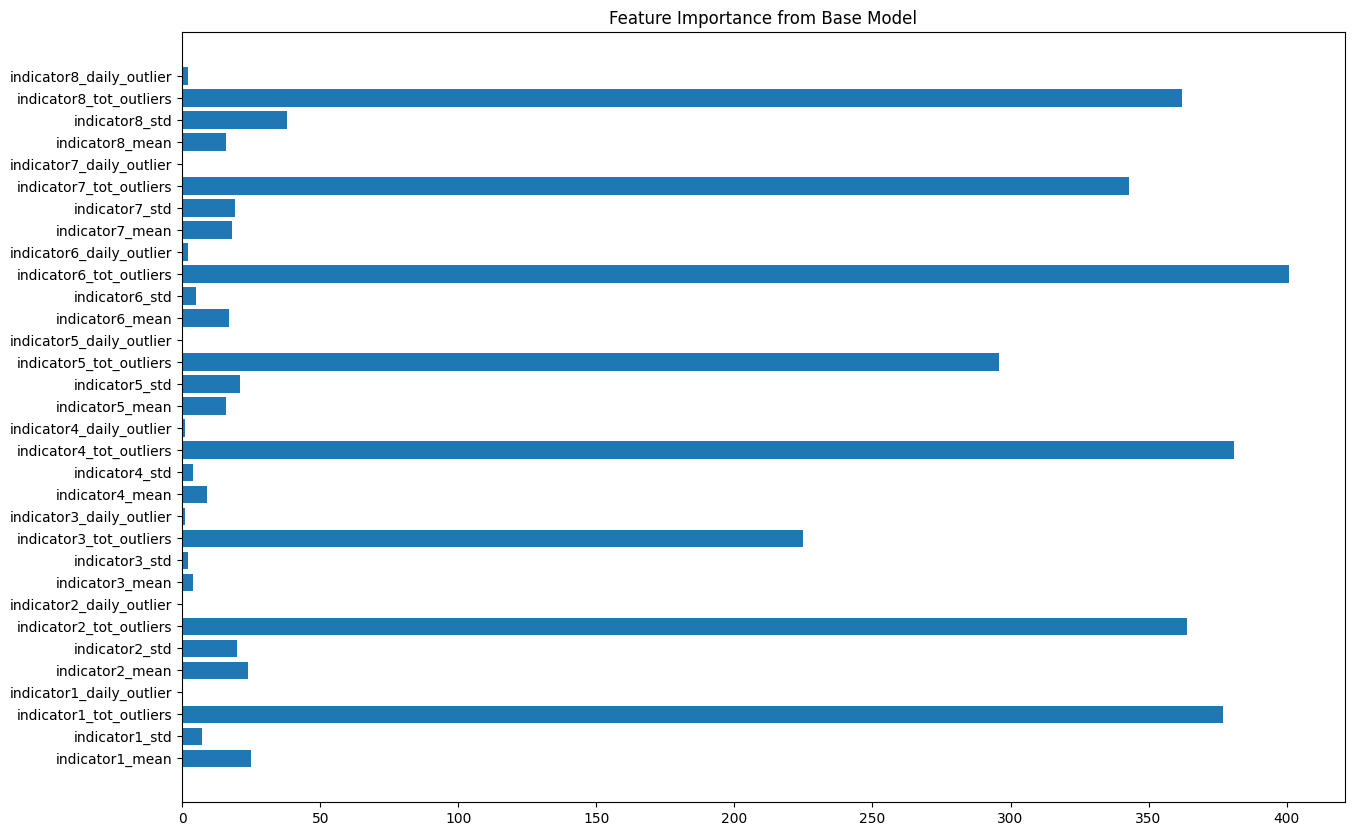 Feature Importance from Base Model
indicator8_daily_outlier
indicator8_tot_outliers
indicator8_std
indicator8_mean
indicator7_daily_outlier
indicator7_tot_outliers
indicator7_std
indicator7_mean
indicator6_daily_outlier
indicator6_tot_outliers
indicator6_std
indicator6_mean
indicator5_daily_outlier
indicator5_tot_outliers
indicator5_std
indicator5_mean
indicator4_daily_outlier
indicator4_tot_outliers
indicator4_std
indicator4_mean
indicator3_daily_outlier
indicator3_tot_outliers
indicator3_std
indicator3_mean
indicator2_daily_outlier
indicator2_tot_outliers
indicator2_std
indicator2_mean
indicator1_daily_outlier
indicator1_tot_outliers
indicator1_std
indicator1_mean
0 50 100 150 200 250 300 350 400